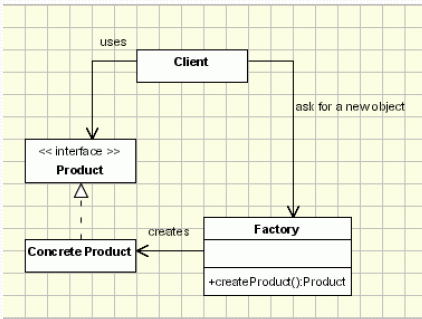 uses
Client
ask for a new object
<< interface >>
Product
creates
Factory
Concrete Product
+createProduct():Product